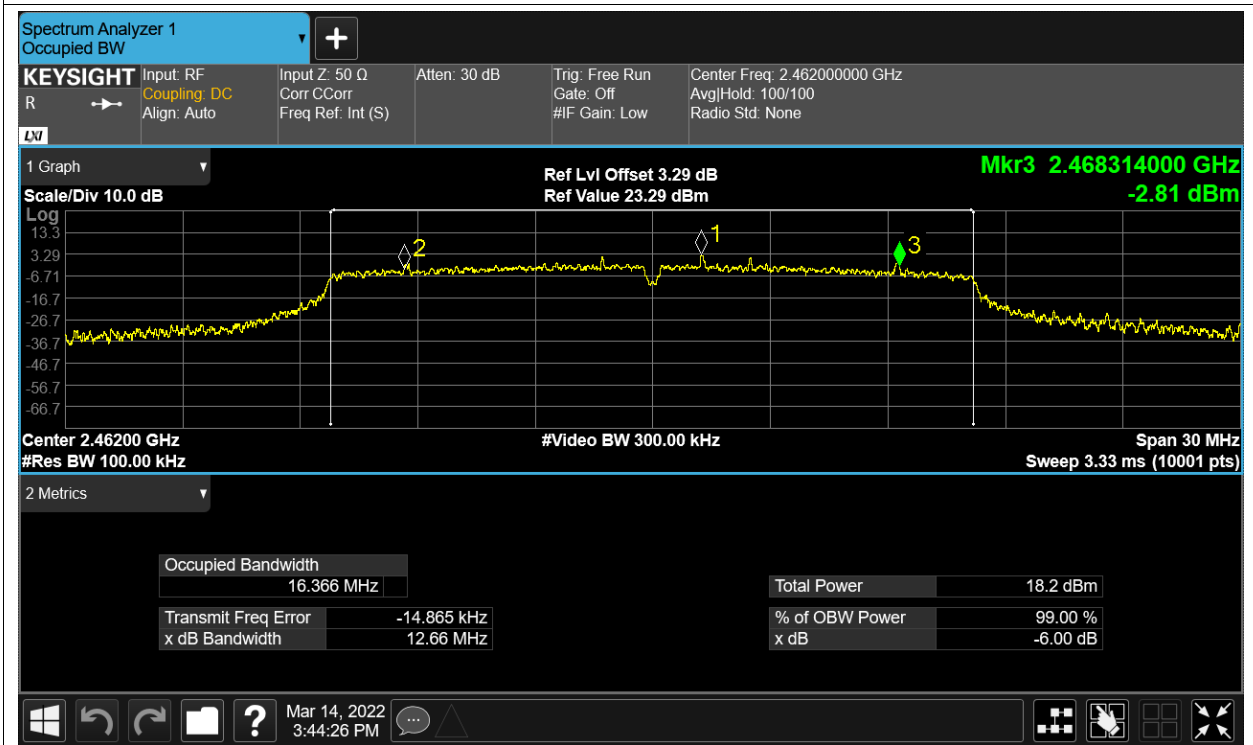 Spectrum Analyzer 1
Occupied BW
KEYSIGHT
R
LXI
Input: RF
Coupling: DC
Align: Auto
Input Z: 50 Ω
Corr CCorr
Freq Ref: Int (S)
Atten: 30 dB
Trig: Free Run
Gate: Off
#IF Gain: Low
Center Freq: 2.462000000 GHz
Avg|Hold: 100/100
Radio Std: None
1 Graph
Scale/Div 10.0 dB
Ref Lvl Offset 3.29 dB
Ref Value 23.29 dBm
Mkr3 2.468314000 GHz
-2.81 dBm
Log
13.3
3.29
-6.71
-16.7
-26.7
-36.7
-46.7
-56.7
-66.7
2
1
3
Center 2.46200 GHz
#Res BW 100.00 kHz
#Video BW 300.00 kHz
Span 30 MHz
Sweep 3.33 ms (10001 pts)
2 Metrics
Occupied Bandwidth
16.366 MHz
Transmit Freq Error -14.865 kHz
x dB Bandwidth 12.66 MHz
Total Power 18.2 dBm
% of OBW Power 99.00 %
x dB -6.00 dB
?
Mar 14, 2022
3:44:26 PM